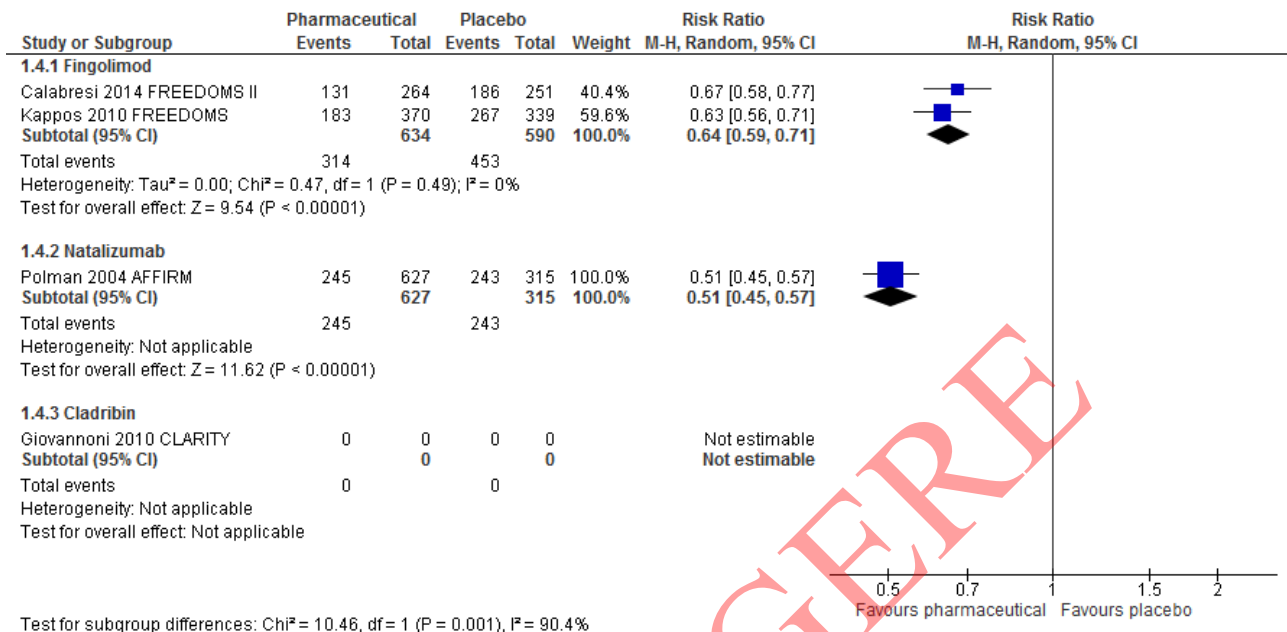 Pharmaceutical Placebo Risk Ratio Risk Ratio
Study or Subgroup Events Total Events Total Weight M-H, Random, 95% CI M-H, Random, 95% CI
1.4.1 Fingolimod
Calabresi 2014 FREEDOMS II 131 264 186 251 40.4% 0.67 [0.58, 0.77]
Kappos 2010 FREEDOMS 183 370 267 339 59.6% 0.63 [0.56, 0.71]
Subtotal (95% CI) 634 590 100.0% 0.64 [0.59, 0.71]
Total events 314 453
Heterogeneity: Tau² = 0.00; Chi² = 0.47, df = 1 (P = 0.49); I² = 0%
Test for overall effect: Z = 9.54 (P < 0.00001)
1.4.2 Natalizumab
Polman 2004 AFFIRM 245 627 243 315 100.0% 0.51 [0.45, 0.57]
Subtotal (95% CI) 627 315 100.0% 0.51 [0.45, 0.57]
Total events 245 243
Heterogeneity: Not applicable
Test for overall effect: Z = 11.62 (P < 0.00001)
1.4.3 Cladribin
Giovannoni 2010 CLARITY 0 0 0 0 Not estimable
Subtotal (95% CI) 0 0 Not estimable
Total events 0 0
Heterogeneity: Not applicable
Test for overall effect: Not applicable
0.5 0.7 1 1.5 2
Favours pharmaceutical Favours placebo
Test for subgroup differences: Chi² = 10.46, df = 1 (P = 0.001), I² = 90.4%
GERE